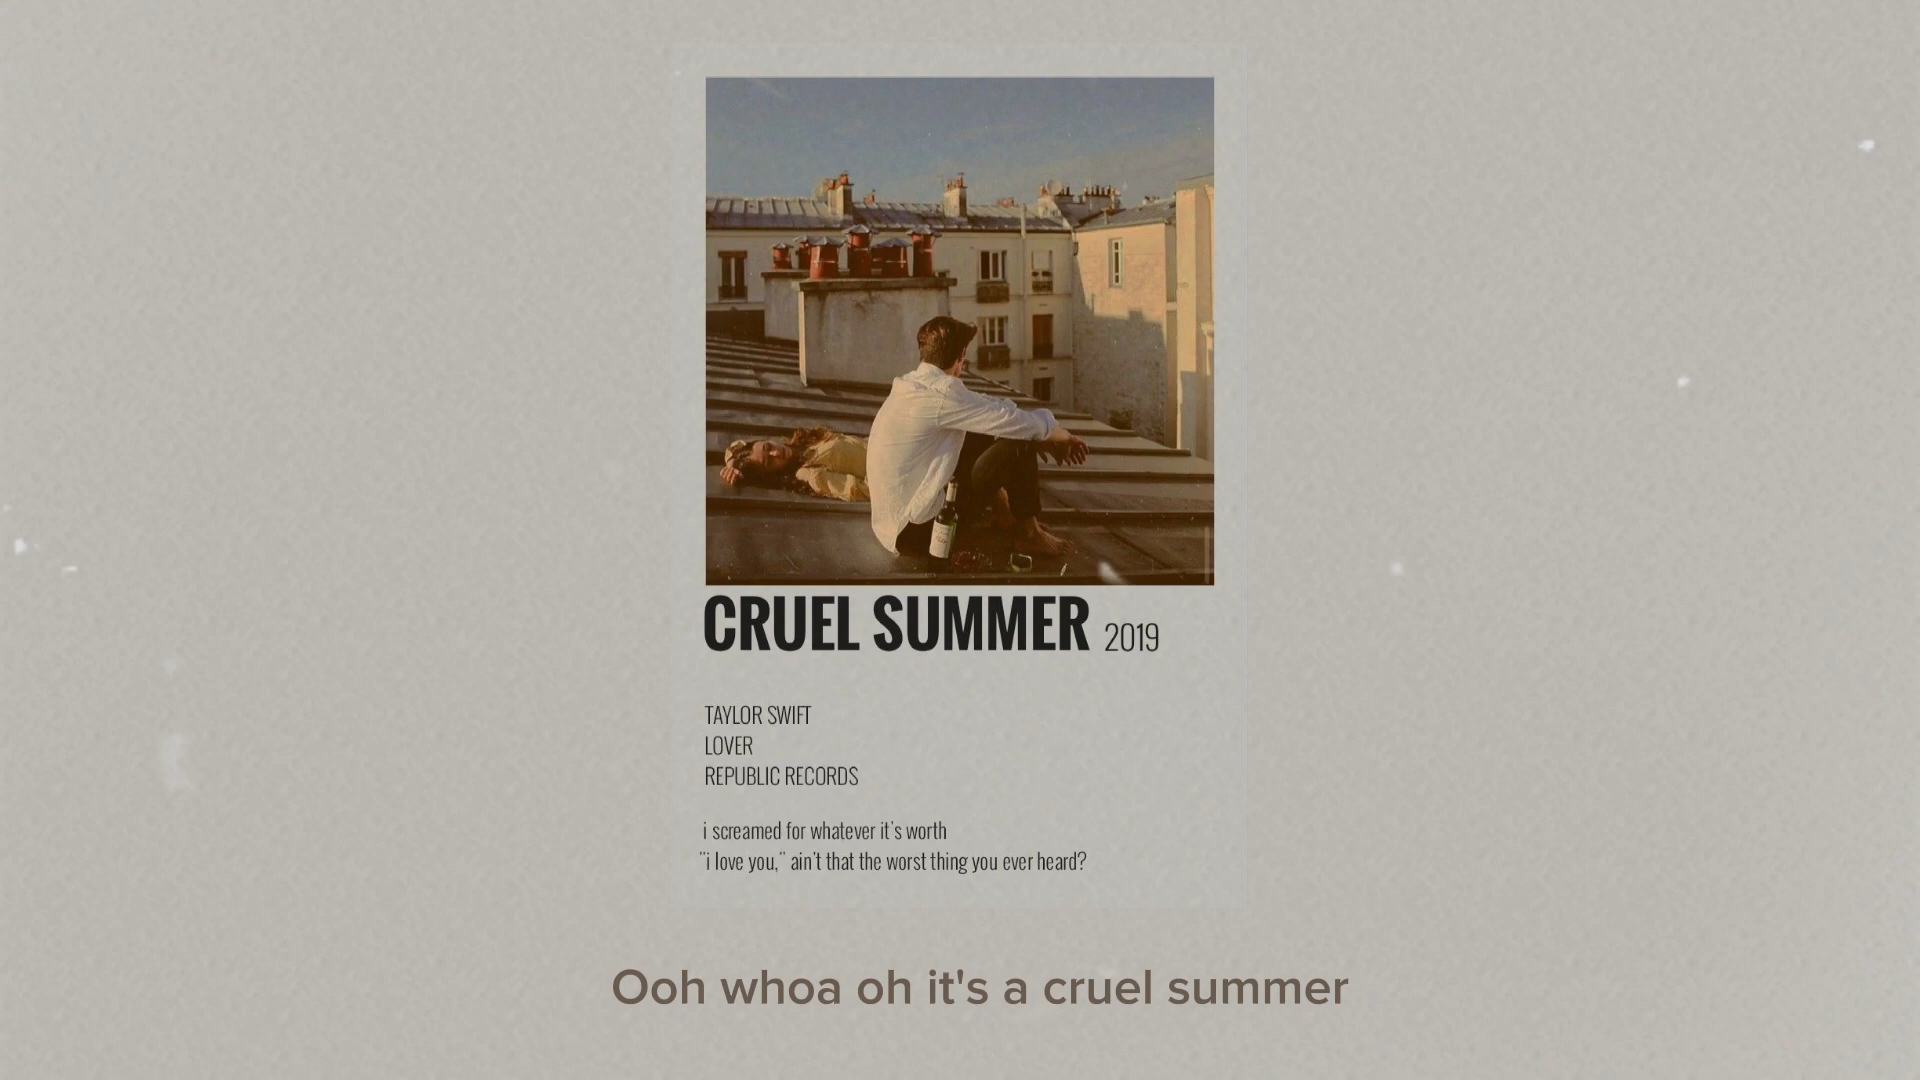 CRUEL SUMMER 2019
TAYLOR SWIFT
LOVER
REPUBLIC RECORDS
i screamed for whatever it's worth
"i love you," ain't that the worst thing you ever heard?
Ooh whoa oh it's a cruel summer